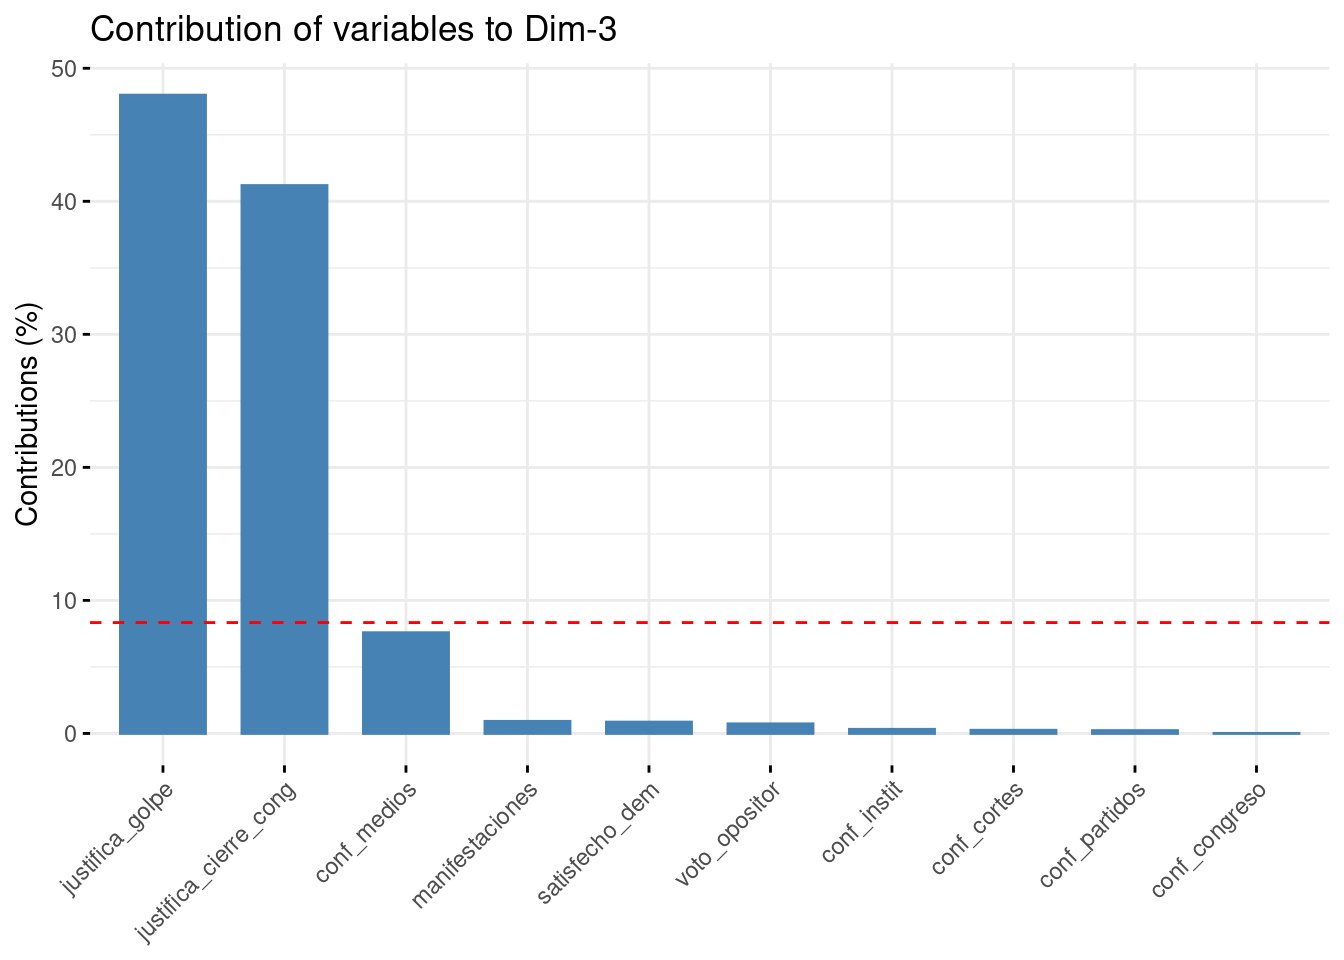 Contribution of variables to Dim-3
Contributions (%)
50
40
30
20
10
0
justifica_golpe
justifica_cierre_cong
conf_medios
manifestaciones
satisfecho_dem
voto_opositor
conf_instit
conf_cortes
conf_partidos
conf_congreso